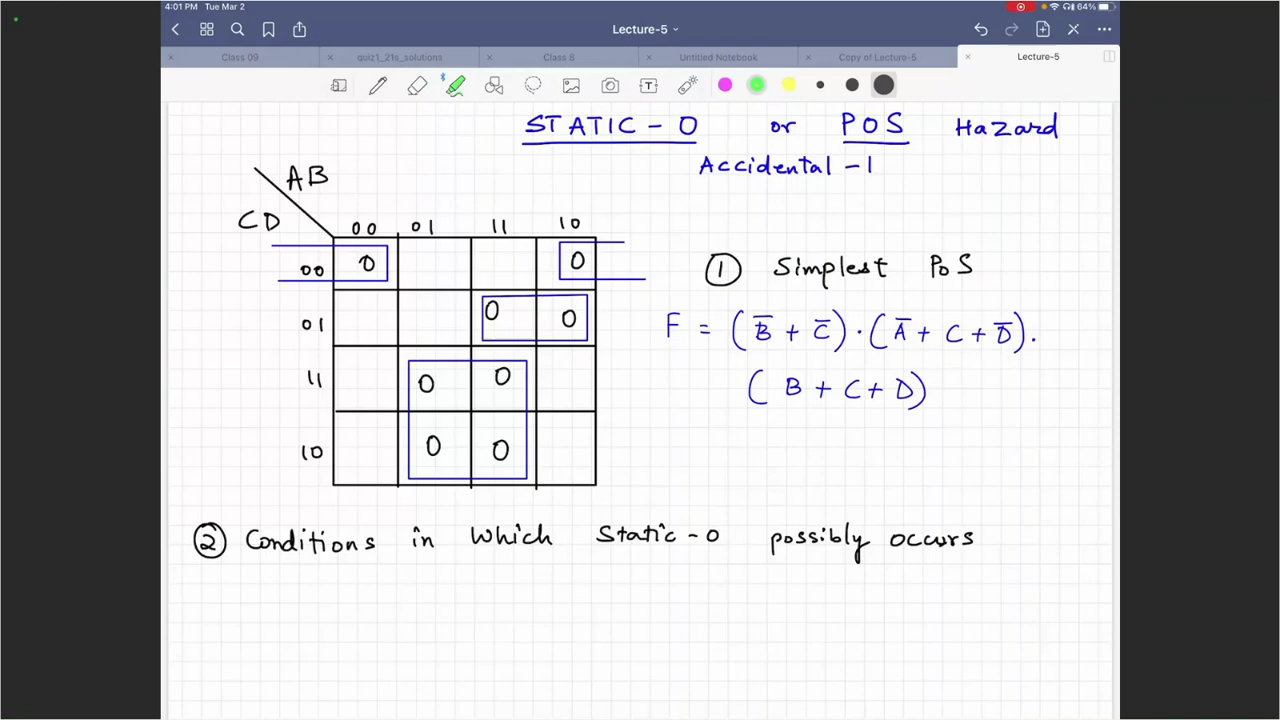 4:01 PM Tue Mar 2
64%
Lecture-5
Class 09
quiz1_21s_solutions
Class 8
Untitled Notebook
Copy of Lecture-5
Lecture-5
STATIC - 0 or POS Hazard
Accidental - 1
AB
CD
00 01 11 10
00 0 0
01 0 0
11 0 0
10 0 0
① Simplest PoS
F = (B̅ + C̅) · (A̅ + C + D̅) .
( B + C + D)
② Conditions in which Static - 0 possibly occurs